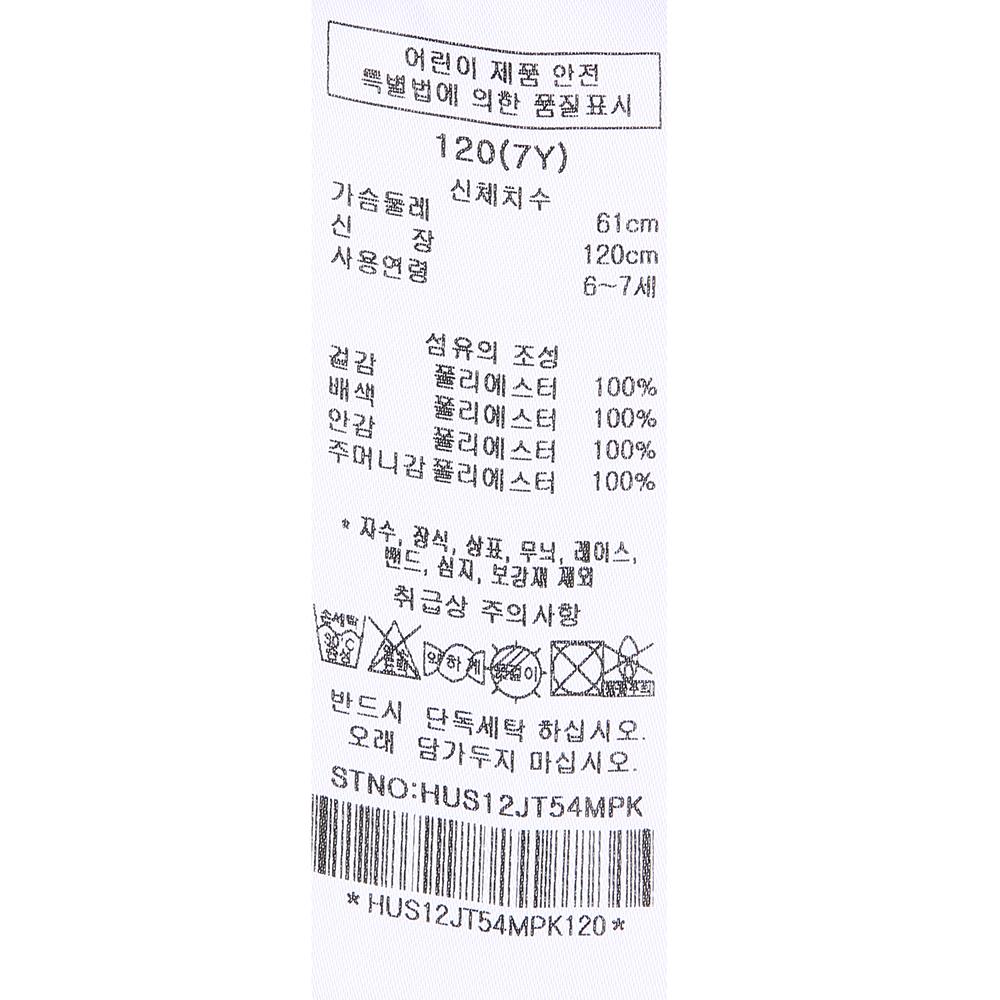 어린이 제품 안전
특별법에 의한 품질표시
120(7Y)
신체치수
가슴둘레 61cm
신 장 120cm
사용연령 6~7세
섬유의 조성
겉감 폴리에스터 100%
배색 폴리에스터 100%
안감 폴리에스터 100%
주머니감 폴리에스터 100%
* 자수, 장식, 상표, 무늬, 레이스,
밴드, 심지, 보강재 제외
취급상 주의사항
손세탁
30℃
중성
약하게
옷걸이
반드시 단독세탁 하십시오.
오래 담가두지 마십시오.
STNO:HUS12JT54MPK
*HUS12JT54MPK120*